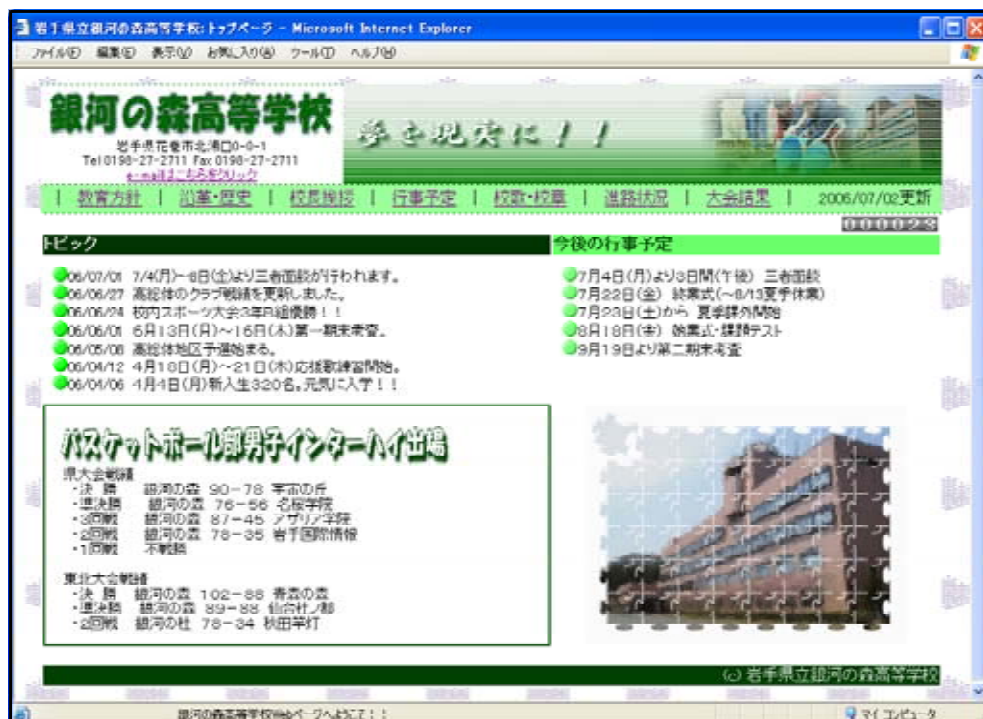 岩手県立銀河の森高等学校:トップページ - Microsoft Internet Explorer
ファイル(F) 編集(E) 表示(V) お気に入り(A) ツール(T) ヘルプ(H)
銀河の森高等学校
夢を現実に!!
岩手県花巻市北湯口0-0-1
Tel 0198-27-2711 Fax 0198-27-2711
e-mailはこちらをクリック
| 教育方針 | 沿革・歴史 | 校長挨拶 | 行事予定 | 校歌・校章 | 進路状況 | 大会結果 | 2006/07/02更新
000023
トピック
06/07/01 7/4(月)~8日(金)より三者面談が行われます。
06/06/27 高総体のクラブ戦績を更新しました。
06/06/24 校内スポーツ大会3年B組優勝!!
06/06/01 6月13日(月)~16日(木)第一期末考査。
06/05/08 高総体地区予選始まる。
06/04/12 4月18日(月)~21日(木)応援歌練習開始。
06/04/06 4月4日(月)新入生320名。元気に入学!!
今後の行事予定
7月4日(月)より3日間(午後) 三者面談
7月22日(金) 終業式(~8/13夏季休業)
7月23日(土)から 夏季課外開始
8月18日(木) 始業式・課題テスト
9月19日より第二期末考査
バスケットボール部男子インターハイ出場
県大会戦績
・決 勝 銀河の森 90-78 宇宙の丘
・準決勝 銀河の森 76-56 名桜学院
・3回戦 銀河の森 87-45 アザリア学院
・2回戦 銀河の森 78-35 岩手国際情報
・1回戦 不戦勝
東北大会戦績
・決 勝 銀河の森 102-88 青森の森
・準決勝 銀河の森 89-88 仙台杜ノ都
・2回戦 銀河の杜 78-34 秋田竿灯
(c) 岩手県立銀河の森高等学校
銀河の森高等学校Webページへようこそ!!
マイ コンピュータ